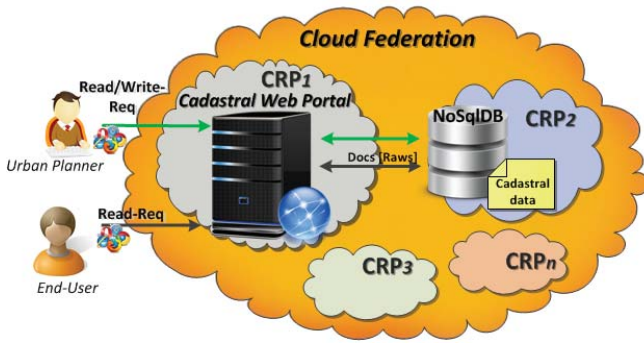 Cloud Federation
CRP1
Cadastral Web Portal
Read/Write-
Req
Urban Planner
NoSqlDB
CRP2
Docs [Raws]
Cadastral
data
Read-Req
End-User
CRP3
CRPn